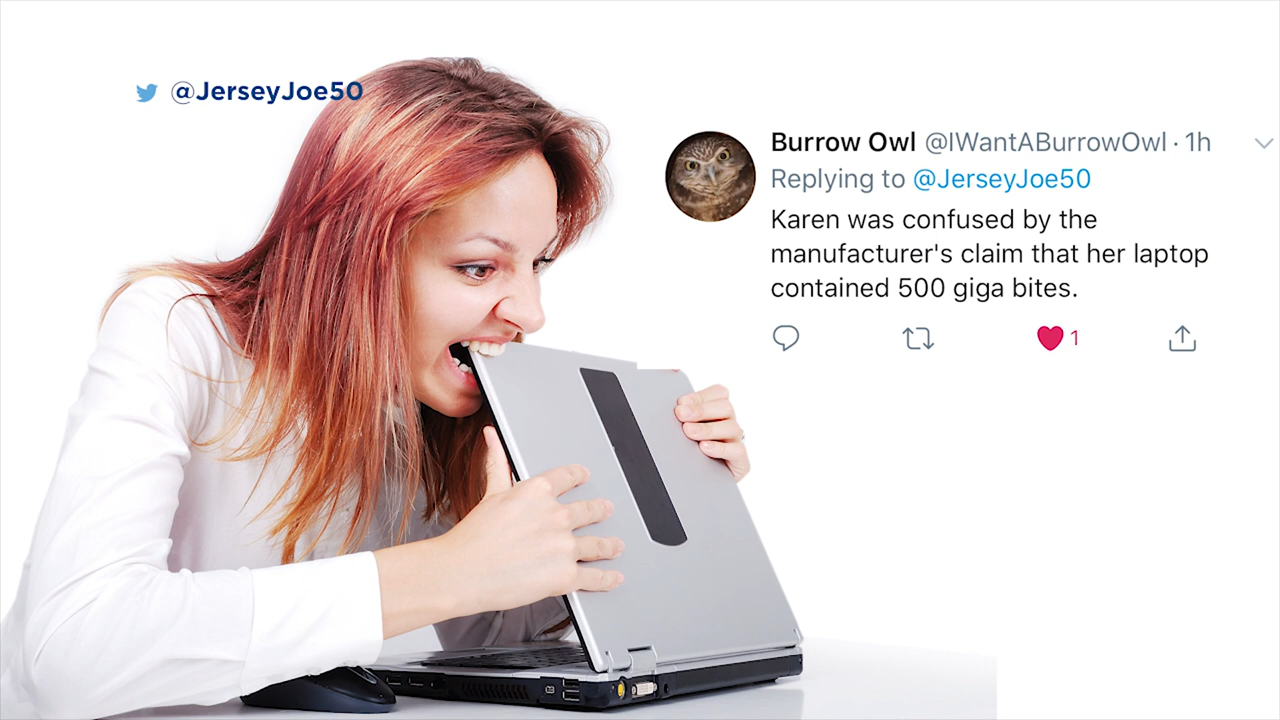 @JerseyJoe50
Burrow Owl @IWantABurrowOwl · 1h
Replying to @JerseyJoe50
Karen was confused by the
manufacturer's claim that her laptop
contained 500 giga bites.
1